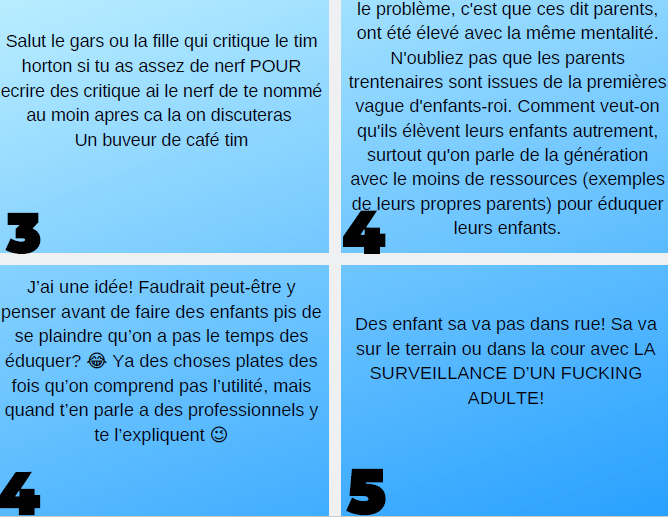 Salut le gars ou la fille qui critique le tim
horton si tu as assez de nerf POUR
ecrire des critique ai le nerf de te nommé
au moin apres ca la on discuteras
Un buveur de café tim
3
le problème, c'est que ces dit parents,
ont été élevé avec la même mentalité.
N'oubliez pas que les parents
trentenaires sont issues de la premières
vague d'enfants-roi. Comment veut-on
qu'ils élèvent leurs enfants autrement,
surtout qu'on parle de la génération
avec le moins de ressources (exemples
de leurs propres parents) pour éduquer
leurs enfants.
4
J’ai une idée! Faudrait peut-être y
penser avant de faire des enfants pis de
se plaindre qu’on a pas le temps des
éduquer? 😂 Ya des choses plates des
fois qu’on comprend pas l’utilité, mais
quand t’en parle a des professionnels y
te l’expliquent 😉
4
Des enfant sa va pas dans rue! Sa va
sur le terrain ou dans la cour avec LA
SURVEILLANCE D’UN FUCKING
ADULTE!
5